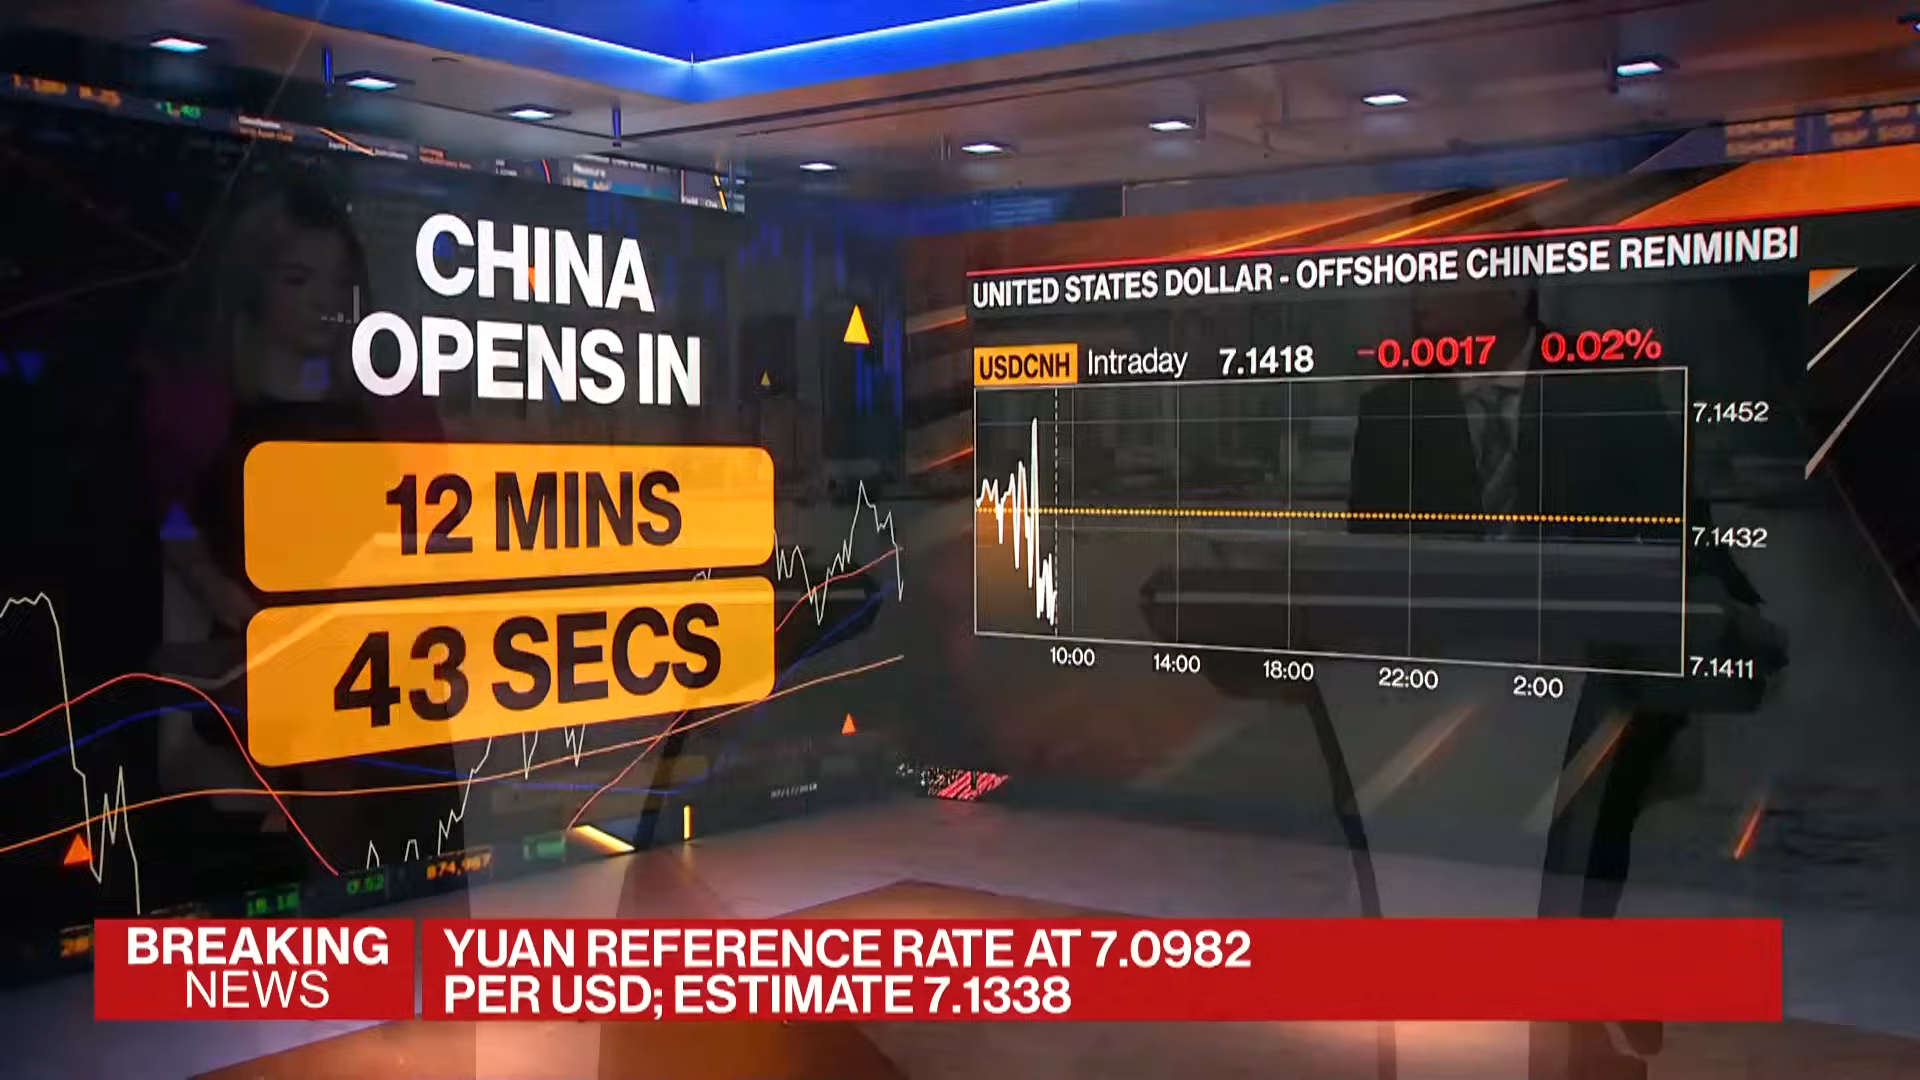 CHINA
OPENS IN
12 MINS
43 SECS
UNITED STATES DOLLAR - OFFSHORE CHINESE RENMINBI
USDCNH Intraday 7.1418 -0.0017 0.02%
7.1452
7.1432
7.1411
10:00 14:00 18:00 22:00 2:00
BREAKING
NEWS
YUAN REFERENCE RATE AT 7.0982
PER USD; ESTIMATE 7.1338